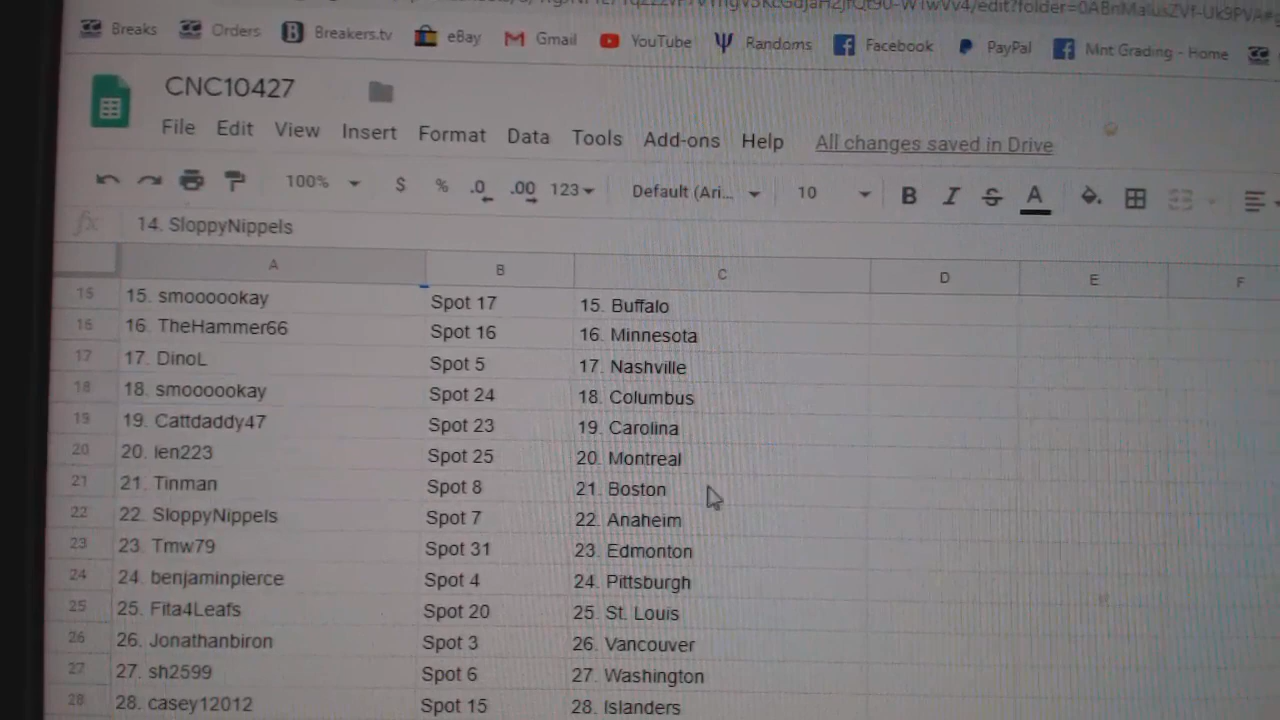 Breaks Orders Breakers.tv eBay Gmail YouTube Randoms Facebook PayPal Mnt Grading - Home
CNC10427
File Edit View Insert Format Data Tools Add-ons Help All changes saved in Drive
100% $ % .0 .00 123 Default (Ari... 10 B I S A
fx 14. SloppyNippels
A B C D E F
15 15. smoooookay Spot 17 15. Buffalo
16 16. TheHammer66 Spot 16 16. Minnesota
17 17. DinoL Spot 5 17. Nashville
18 18. smoooookay Spot 24 18. Columbus
19 19. Cattdaddy47 Spot 23 19. Carolina
20 20. len223 Spot 25 20. Montreal
21 21. Tinman Spot 8 21. Boston
22 22. SloppyNippels Spot 7 22. Anaheim
23 23. Tmw79 Spot 31 23. Edmonton
24 24. benjaminpierce Spot 4 24. Pittsburgh
25 25. Fita4Leafs Spot 20 25. St. Louis
26 26. Jonathanbiron Spot 3 26. Vancouver
27 27. sh2599 Spot 6 27. Washington
28 28. casey12012 Spot 15 28. Islanders